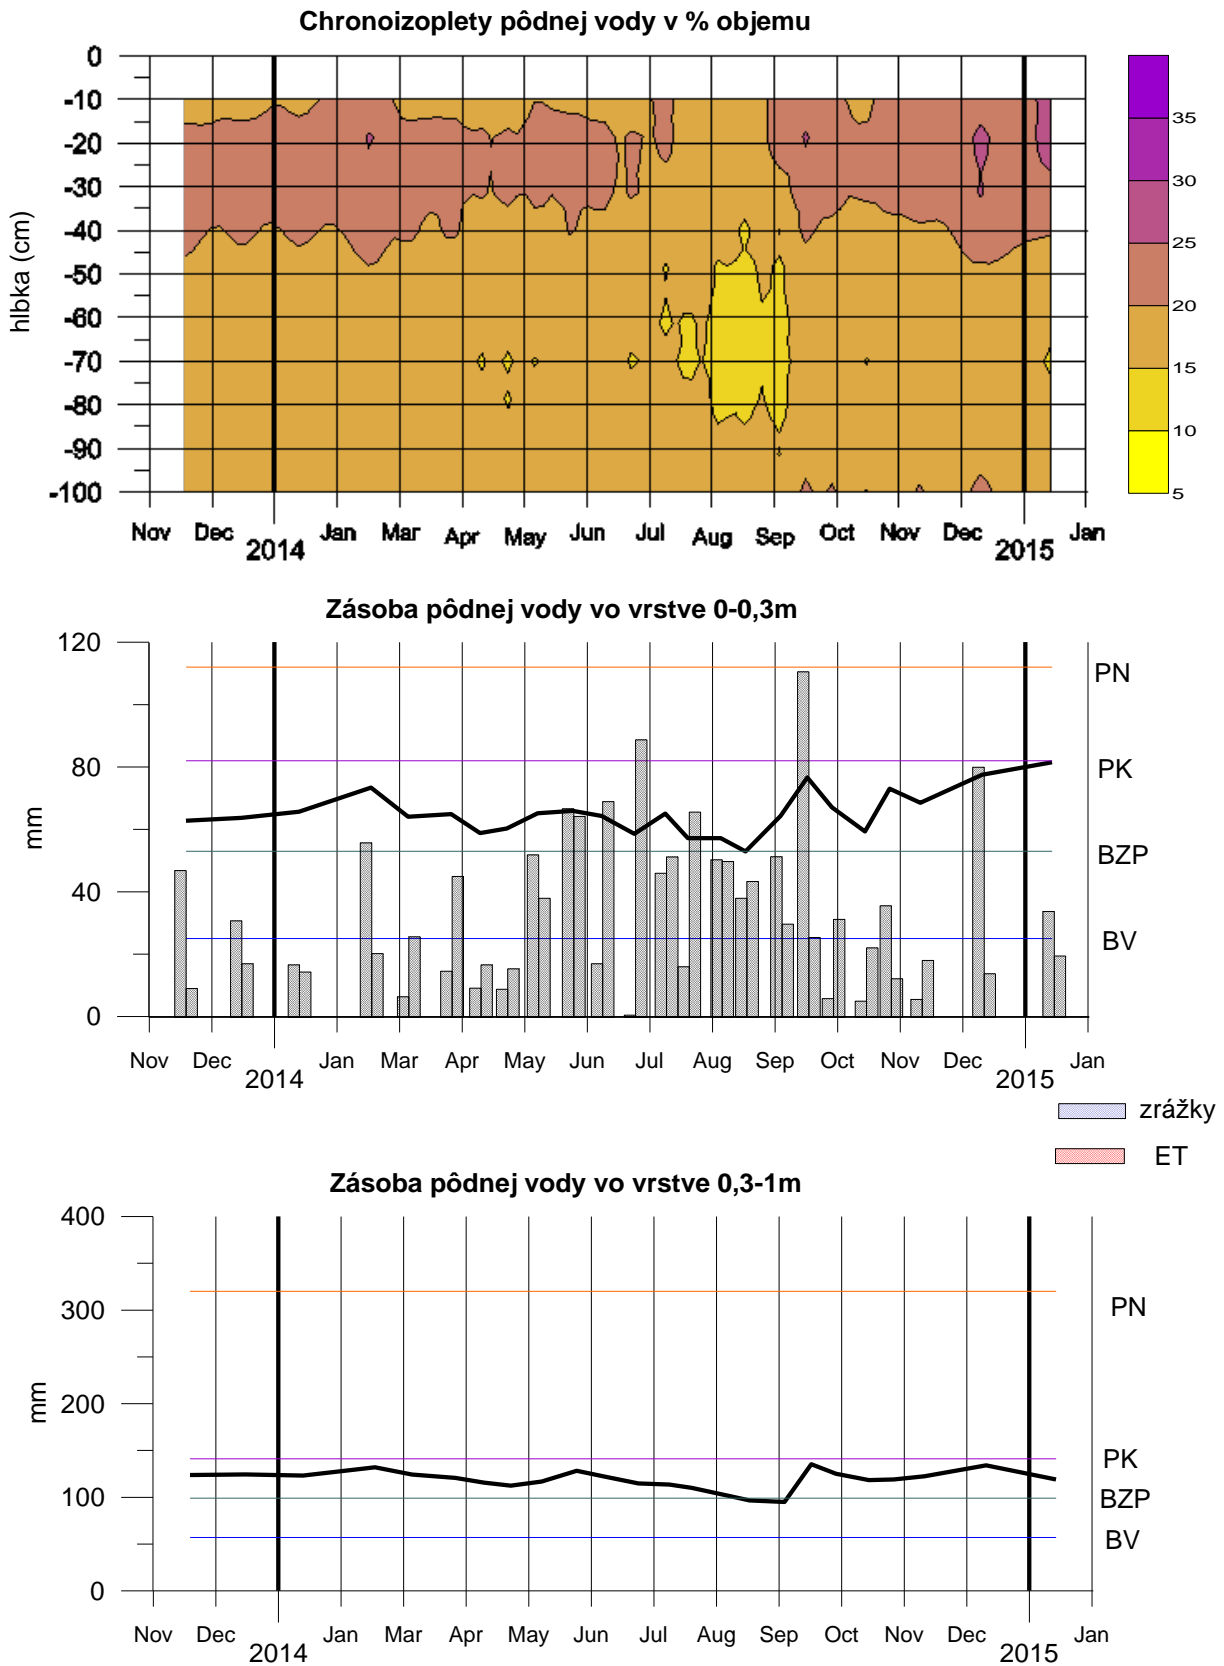 Chronoizoplety pôdnej vody v % objemu
0
-10
-20
-30
-40
-50
-60
-70
-80
-90
-100
hlbka (cm)
35
30
25
20
15
10
5
Nov Dec 2014 Jan Mar Apr May Jun Jul Aug Sep Oct Nov Dec 2015 Jan
Zásoba pôdnej vody vo vrstve 0-0,3m
120
80
40
0
mm
PN
PK
BZP
BV
Nov Dec 2014 Jan Mar Apr May Jun Jul Aug Sep Oct Nov Dec 2015 Jan
zrážky
ET
Zásoba pôdnej vody vo vrstve 0,3-1m
400
300
200
100
0
mm
PN
PK
BZP
BV
Nov Dec 2014 Jan Mar Apr May Jun Jul Aug Sep Oct Nov Dec 2015 Jan